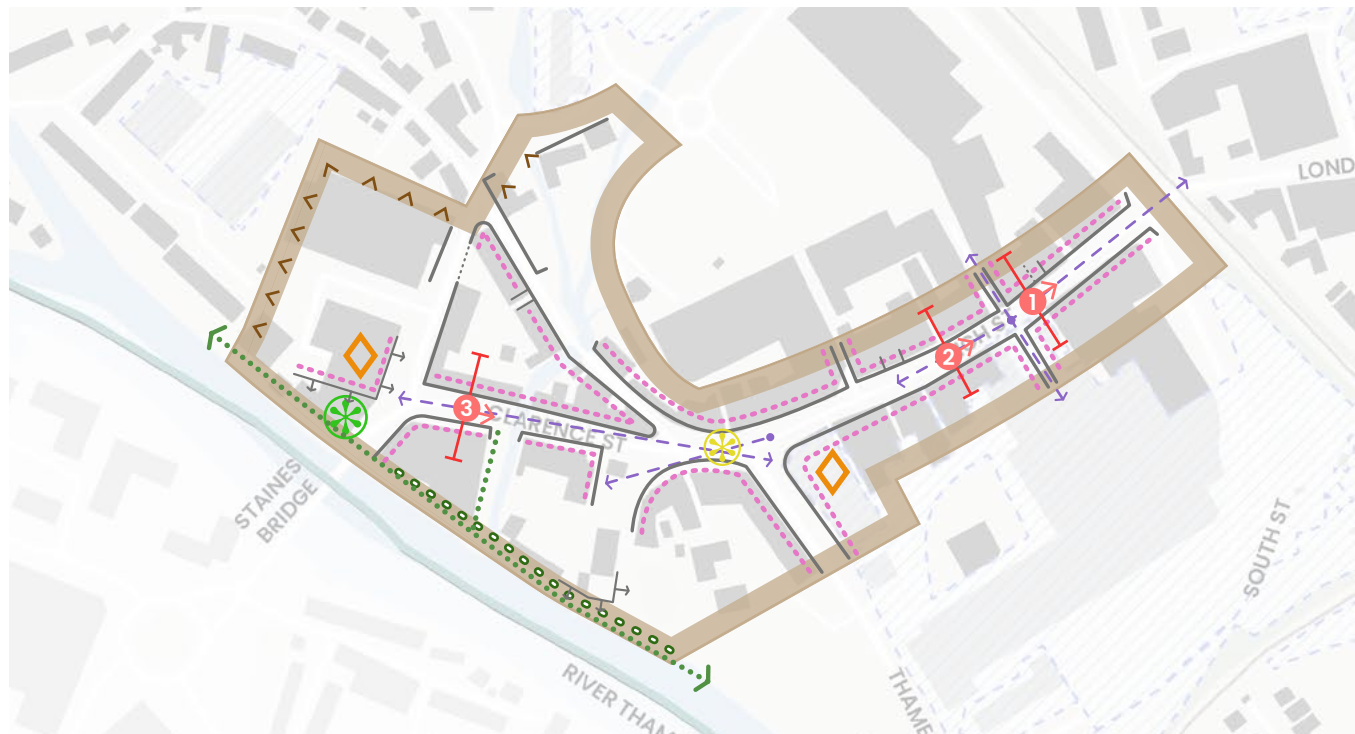 LOND
1
2
3
CLARENCE ST
STAINES
BRIDGE
SOUTH ST
RIVER THAM
THAME